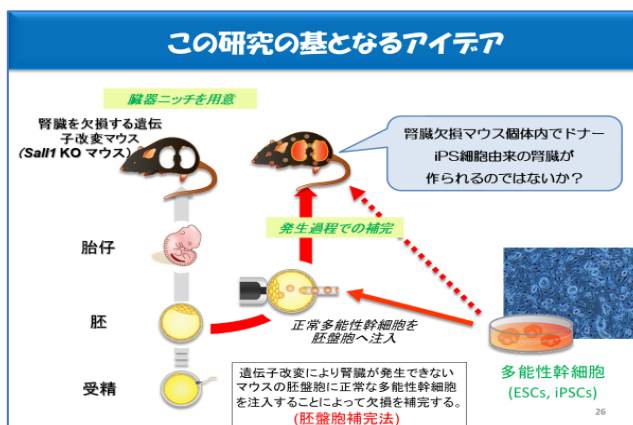 この研究の基となるアイデア
臓器ニッチを用意
腎臓を欠損する遺伝
子改変マウス
(Sall1 KO マウス)
腎臓欠損マウス個体内でドナー
iPS細胞由来の腎臓が
作られるのではないか？
発生過程での補完
胎仔
胚
正常多能性幹細胞を
胚盤胞へ注入
受精
遺伝子改変により腎臓が発生できない
マウスの胚盤胞に正常な多能性幹細胞
を注入することによって欠損を補完する。
(胚盤胞補完法)
多能性幹細胞
(ESCs, iPSCs)
26